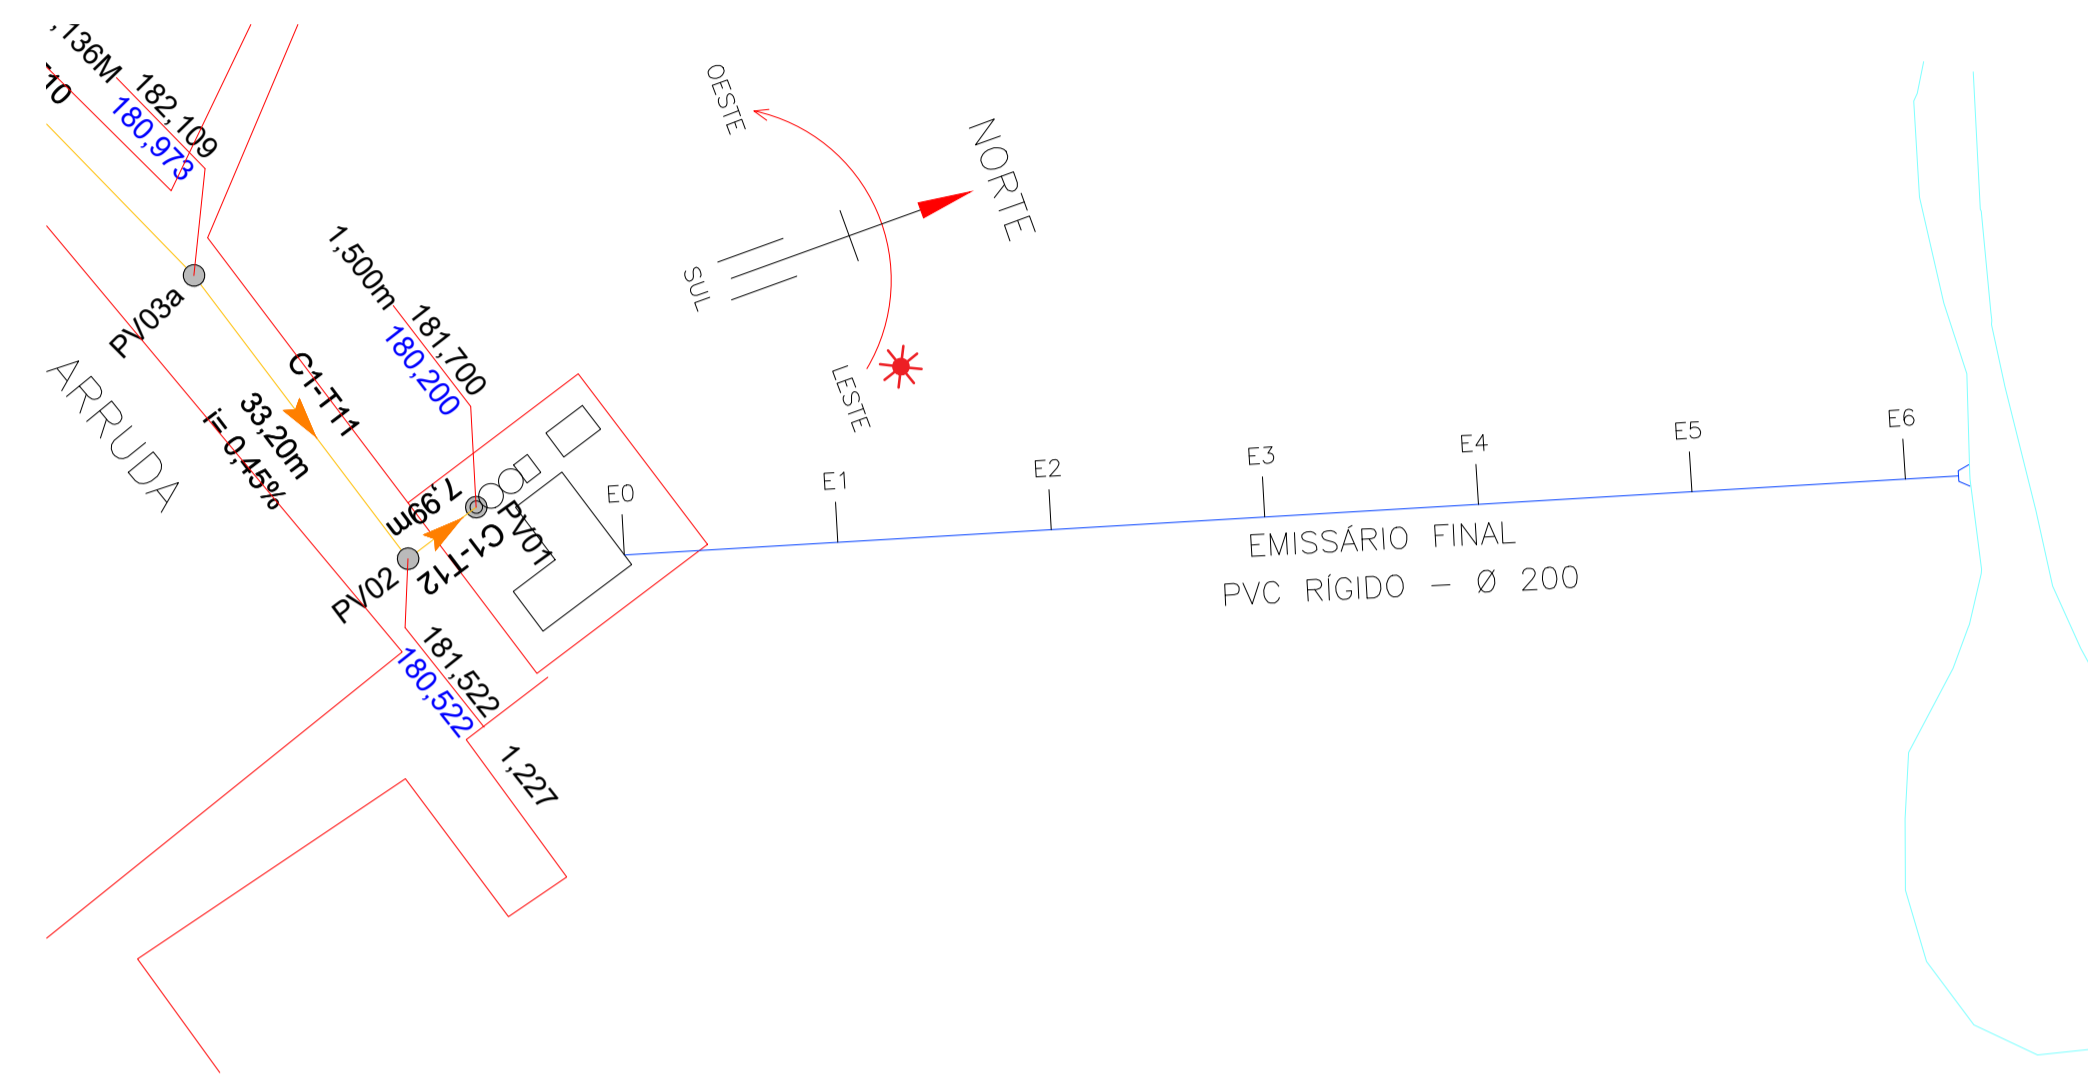 ,136M
182,109
180,973
10
PV03a
ARRUDA
C1-T11
33,20m
i= 0,45%
1,500m
181,700
180,200
7,99m
C1-T12
PV01
PV02
181,522
180,522
1,227
OESTE
NORTE
SUL
LESTE
E0
E1
E2
E3
E4
E5
E6
EMISSÁRIO FINAL
PVC RÍGIDO – Ø 200